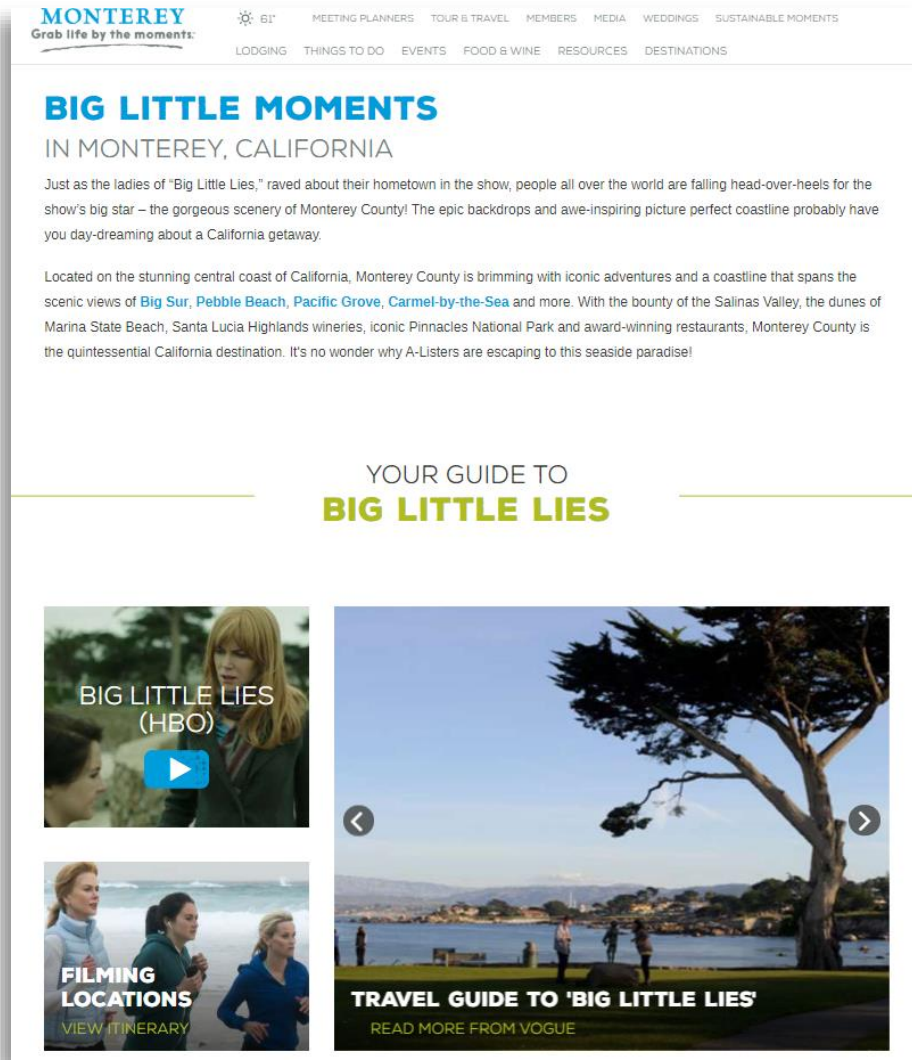 MONTEREY
Grab life by the moments.
61°
MEETING PLANNERS TOUR & TRAVEL MEMBERS MEDIA WEDDINGS SUSTAINABLE MOMENTS
LODGING THINGS TO DO EVENTS FOOD & WINE RESOURCES DESTINATIONS
BIG LITTLE MOMENTS
IN MONTEREY, CALIFORNIA
Just as the ladies of “Big Little Lies,” raved about their hometown in the show, people all over the world are falling head-over-heels for the
show's big star – the gorgeous scenery of Monterey County! The epic backdrops and awe-inspiring picture perfect coastline probably have
you day-dreaming about a California getaway.
Located on the stunning central coast of California, Monterey County is brimming with iconic adventures and a coastline that spans the
scenic views of Big Sur, Pebble Beach, Pacific Grove, Carmel-by-the-Sea and more. With the bounty of the Salinas Valley, the dunes of
Marina State Beach, Santa Lucia Highlands wineries, iconic Pinnacles National Park and award-winning restaurants, Monterey County is
the quintessential California destination. It's no wonder why A-Listers are escaping to this seaside paradise!
YOUR GUIDE TO
BIG LITTLE LIES
BIG LITTLE LIES
(HBO)
FILMING
LOCATIONS
VIEW ITINERARY
TRAVEL GUIDE TO 'BIG LITTLE LIES'
READ MORE FROM VOGUE